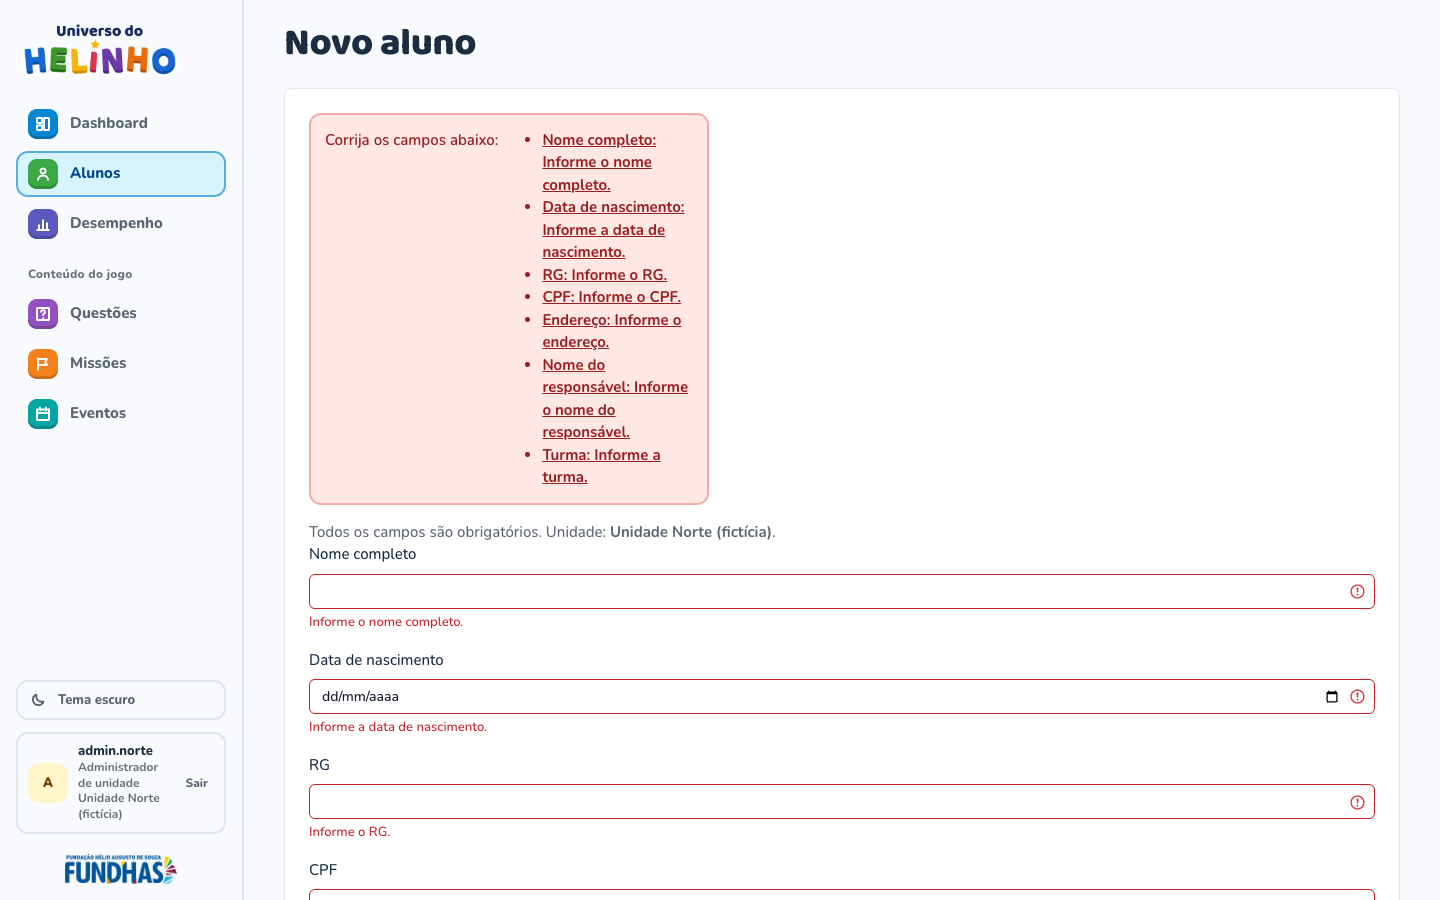 Universo do
HELINHO
Dashboard
Alunos
Desempenho
Conteúdo do jogo
Questões
Missões
Eventos
Tema escuro
A
admin.norte
Administrador
de unidade
Unidade Norte
(fictícia)
Sair
FUNDAÇÃO HÉLIO AUGUSTO DE SOUZA
FUNDHAS
Novo aluno
Corrija os campos abaixo:
Nome completo:
Informe o nome
completo.
Data de nascimento:
Informe a data de
nascimento.
RG: Informe o RG.
CPF: Informe o CPF.
Endereço: Informe o
endereço.
Nome do
responsável: Informe
o nome do
responsável.
Turma: Informe a
turma.
Todos os campos são obrigatórios. Unidade: Unidade Norte (fictícia).
Nome completo
Informe o nome completo.
Data de nascimento
dd/mm/aaaa
Informe a data de nascimento.
RG
Informe o RG.
CPF